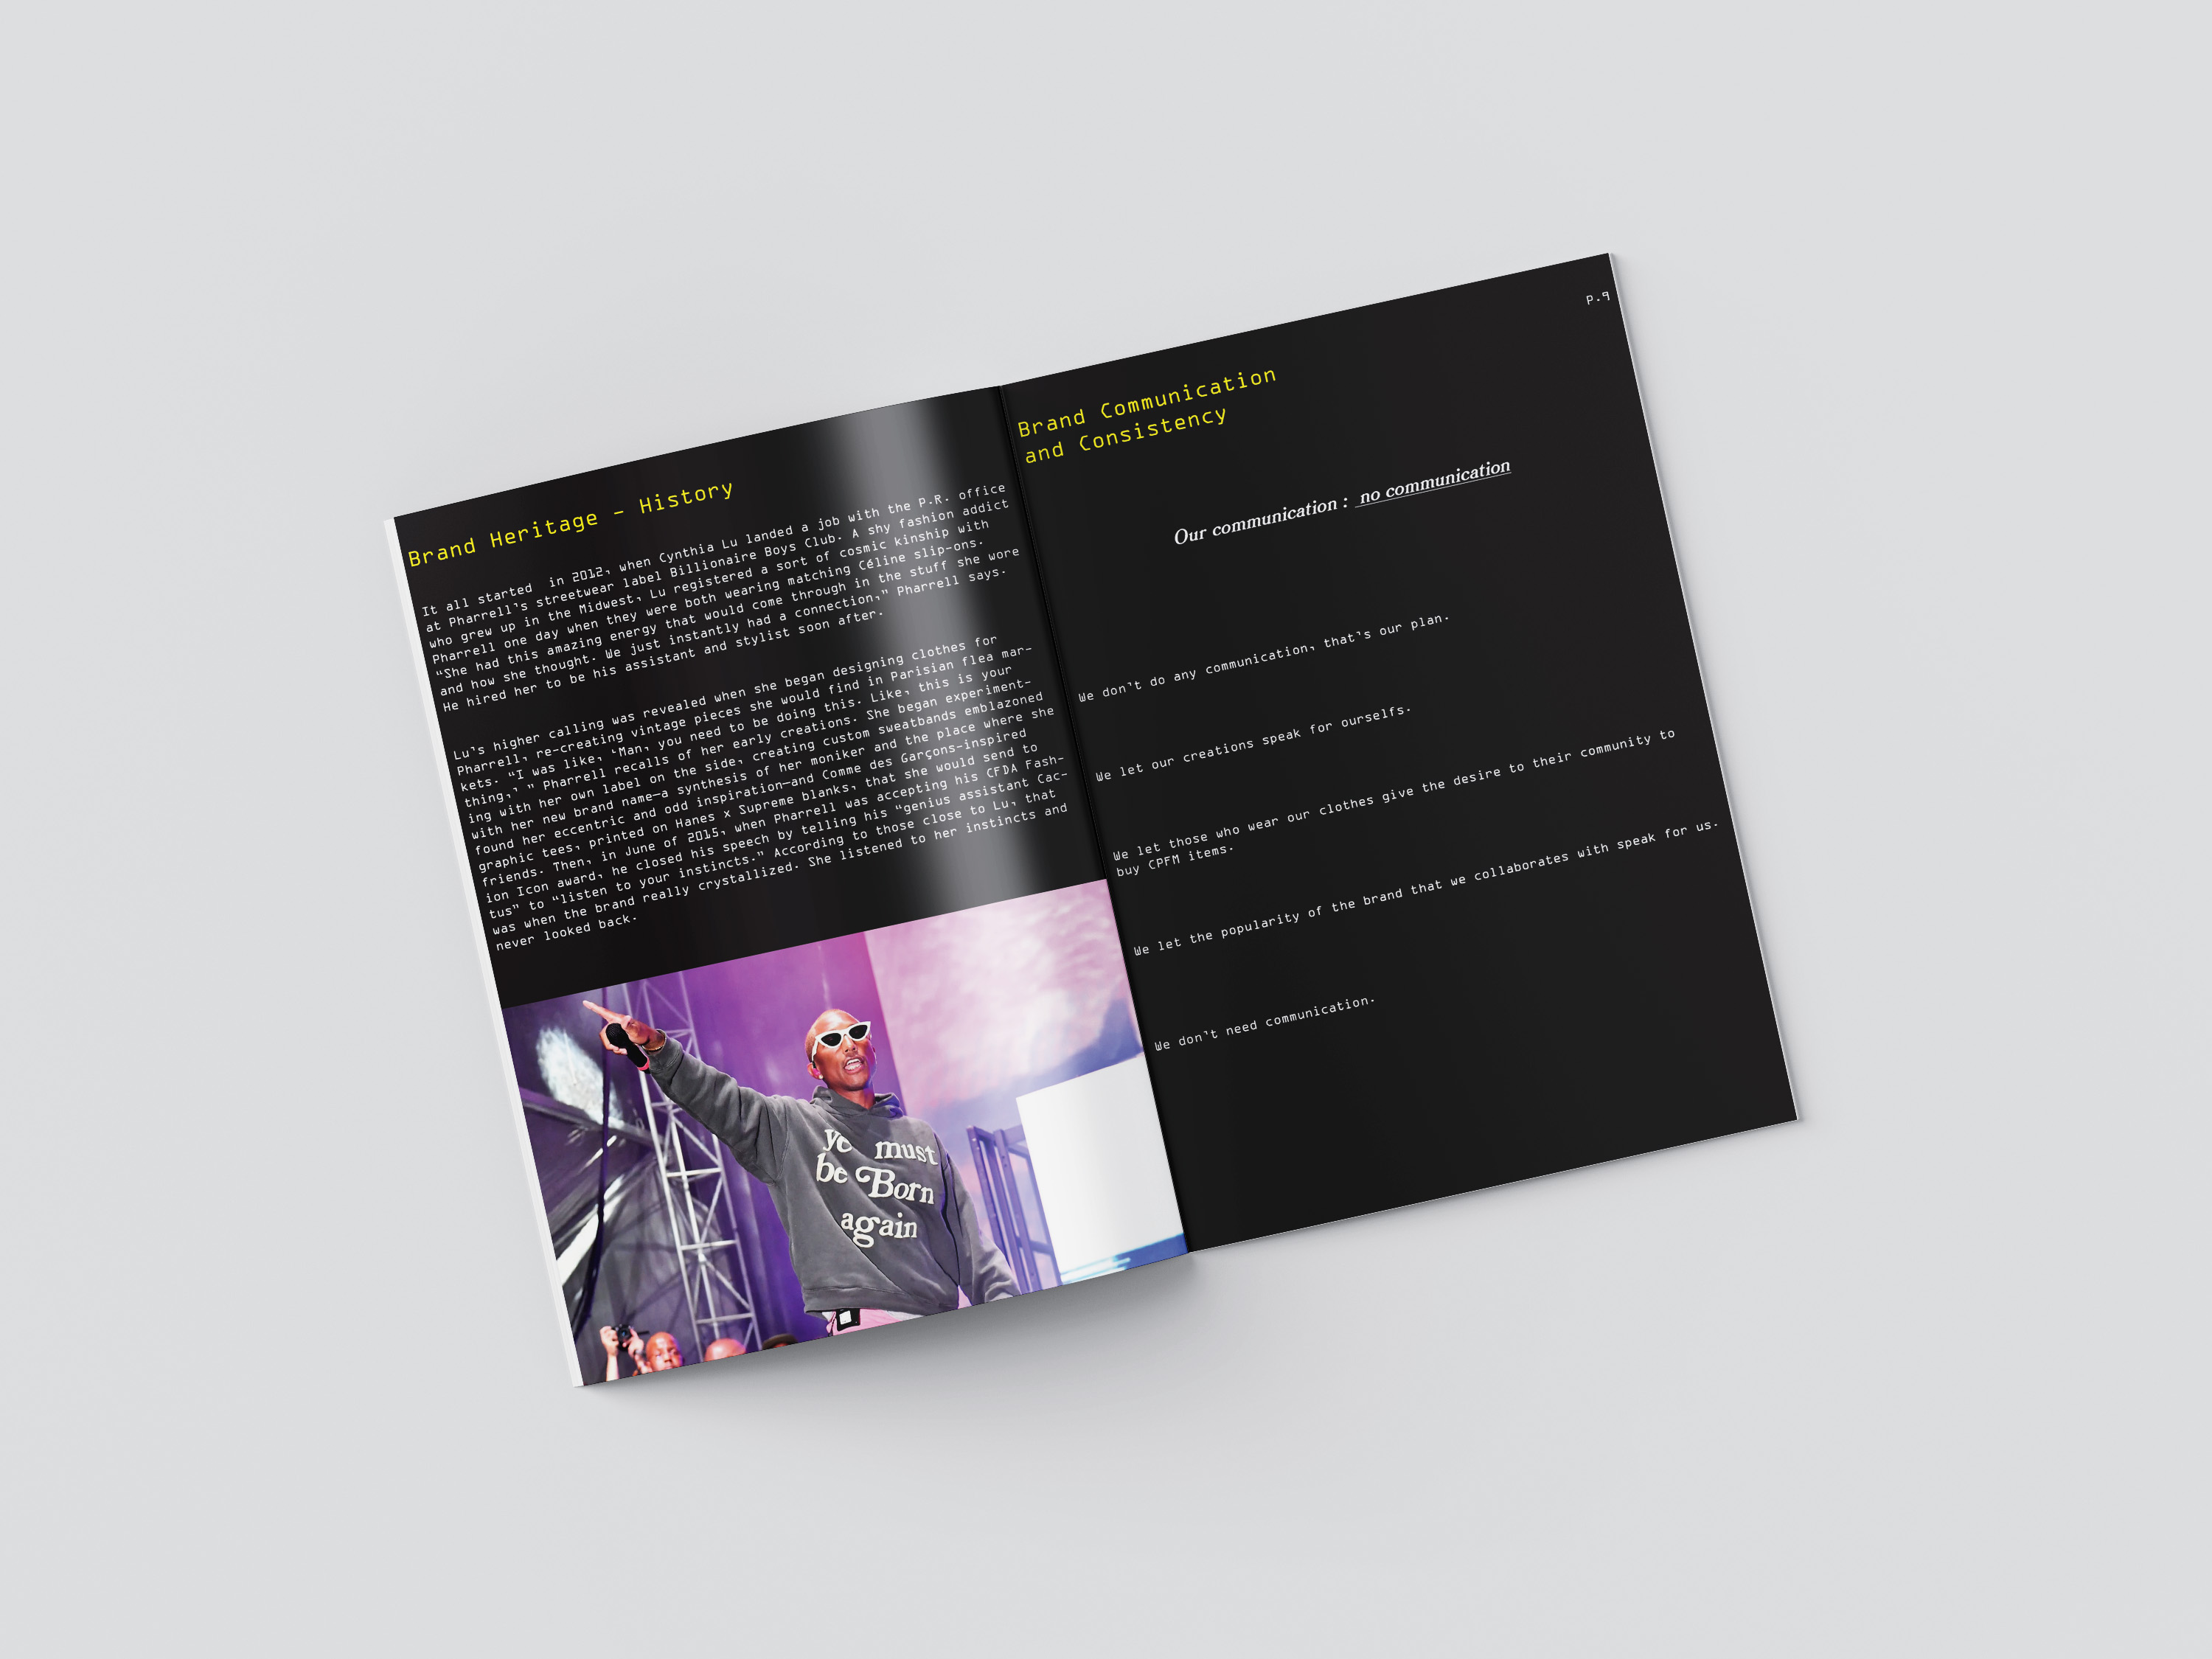 Brand Heritage - History
It all started  in 2012, when Cynthia Lu landed a job with the P.R. office
at Pharrell's streetwear label Billionaire Boys Club. A shy fashion addict
who grew up in the Midwest, Lu registered a sort of cosmic kinship with
Pharrell one day when they were both wearing matching Céline slip-ons.
“She had this amazing energy that would come through in the stuff she wore
and how she thought. We just instantly had a connection,” Pharrell says.
He hired her to be his assistant and stylist soon after.
Lu's higher calling was revealed when she began designing clothes for
Pharrell, re-creating vintage pieces she would find in Parisian flea mar-
kets. “I was like, ‘Man, you need to be doing this. Like, this is your
thing,’ ” Pharrell recalls of her early creations. She began experiment-
ing with her own label on the side, creating custom sweatbands emblazoned
with her new brand name—a synthesis of her moniker and the place where she
found her eccentric and odd inspiration—and Comme des Garçons-inspired
graphic tees, printed on Hanes x Supreme blanks, that she would send to
friends. Then, in June of 2015, when Pharrell was accepting his CFDA Fash-
ion Icon award, he closed his speech by telling his “genius assistant Cac-
tus” to “listen to your instincts.” According to those close to Lu, that
was when the brand really crystallized. She listened to her instincts and
never looked back.
yo must
be Born
again
P.9
Brand Communication
and Consistency
Our communication : no communication
We don't do any communication, that's our plan.
We let our creations speak for ourselfs.
We let those who wear our clothes give the desire to their community to
buy CPFM items.
We let the popularity of the brand that we collaborates with speak for us.
We don't need communication.